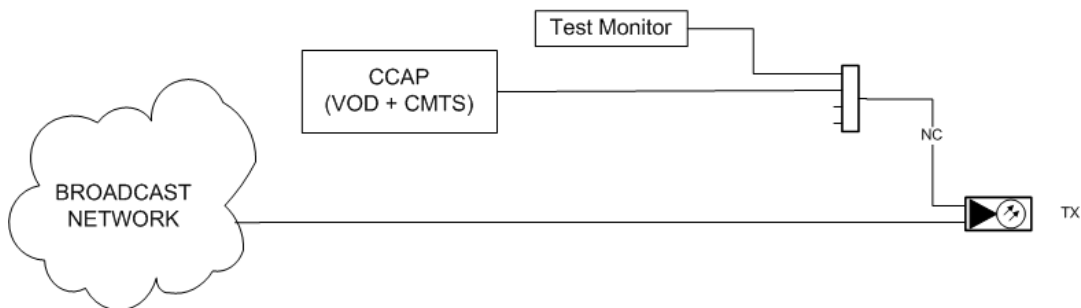 Test Monitor
CCAP
(VOD + CMTS)
NC
BROADCAST
NETWORK
TX